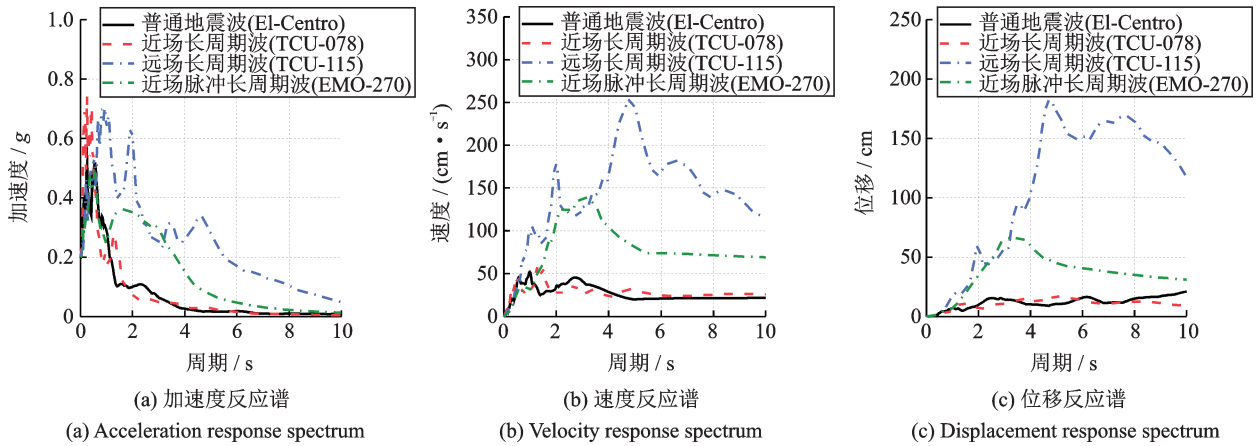 普通地震波(El-Centro)
近场长周期波(TCU-078)
远场长周期波(TCU-115)
近场脉冲长周期波(EMO-270)
加速度 / g
1.0
0.8
0.6
0.4
0.2
0
0 2 4 6 8 10
周期 / s
(a) 加速度反应谱
(a) Acceleration response spectrum
普通地震波(El-Centro)
近场长周期波(TCU-078)
远场长周期波(TCU-115)
近场脉冲长周期波(EMO-270)
速度 / (cm • s⁻¹)
350
300
250
200
150
100
50
0
0 2 4 6 8 10
周期 / s
(b) 速度反应谱
(b) Velocity response spectrum
普通地震波(El-Centro)
近场长周期波(TCU-078)
远场长周期波(TCU-115)
近场脉冲长周期波(EMO-270)
位移 / cm
250
200
150
100
50
0
0 2 4 6 8 10
周期 / s
(c) 位移反应谱
(c) Displacement response spectrum